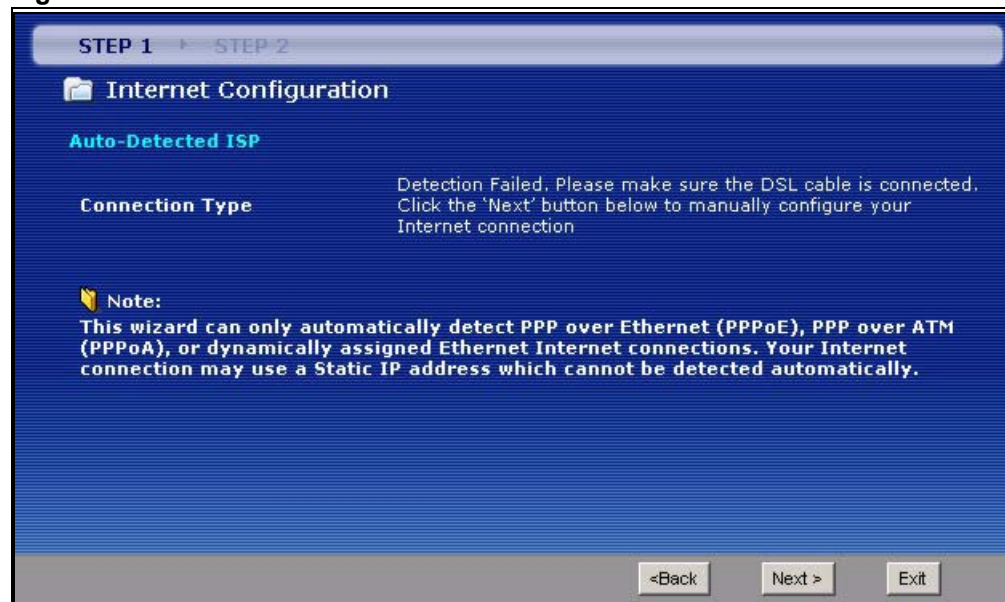 STEP 1 STEP 2
Internet Configuration
Auto-Detected ISP
Connection Type
Detection Failed. Please make sure the DSL cable is connected.
Click the 'Next' button below to manually configure your
Internet connection
Note:
This wizard can only automatically detect PPP over Ethernet (PPPoE), PPP over ATM
(PPPoA), or dynamically assigned Ethernet Internet connections. Your Internet
connection may use a Static IP address which cannot be detected automatically.
<Back Next > Exit